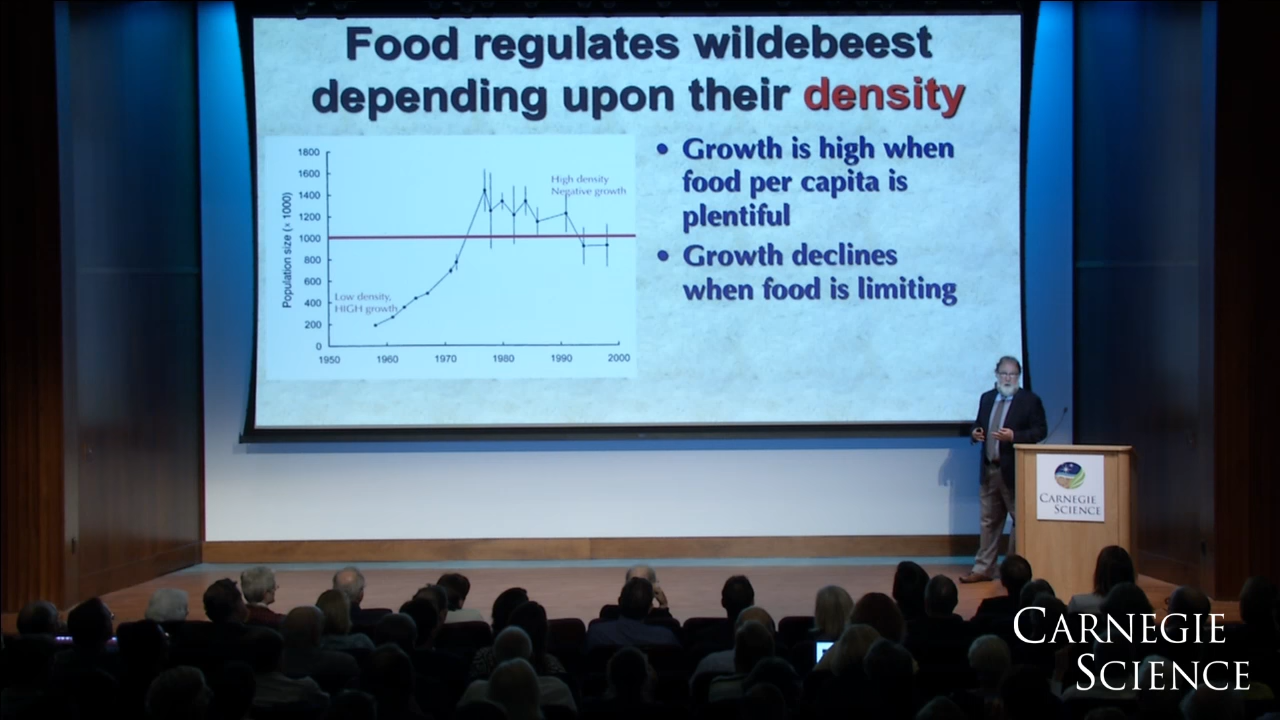 Food regulates wildebeest
depending upon their density
1800
1600
1400
1200
1000
800
600
400
200
0
Population size (× 1000)
1950 1960 1970 1980 1990 2000
High density
Negative growth
Low density,
HIGH growth
• Growth is high when
food per capita is
plentiful
• Growth declines
when food is limiting
CARNEGIE
SCIENCE
CARNEGIE
SCIENCE